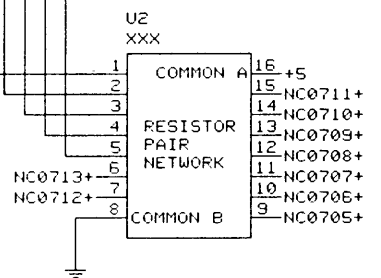 U2
XXX
1 COMMON A 16 +5
2 15 NC0711+
3 14 NC0710+
4 RESISTOR 13 NC0709+
PAIR
5 12 NC0708+
NETWORK
NC0713+ 6 11 NC0707+
NC0712+ 7 10 NC0706+
8 COMMON B 9 NC0705+